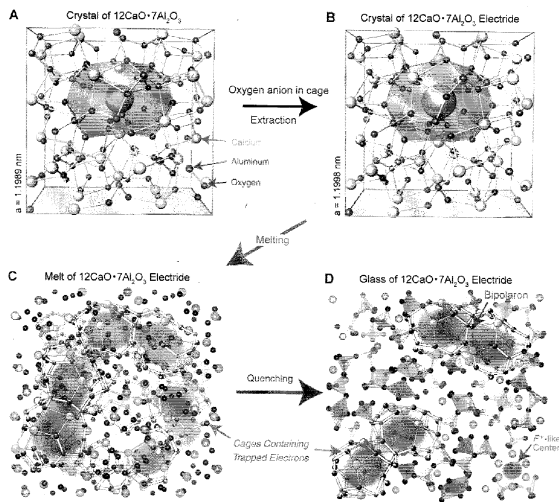 A
Crystal of 12CaO•7Al₂O₃
B
Crystal of 12CaO•7Al₂O₃ Electride
Oxygen anion in cage
Extraction
Calcium
Aluminum
Oxygen
a = 1.1989 nm
a = 1.1998 nm
Melting
C
Melt of 12CaO•7Al₂O₃ Electride
D
Glass of 12CaO•7Al₂O₃ Electride
Bipolaron
Quenching
Cages Containing
Trapped Electrons
F⁺-like
Center